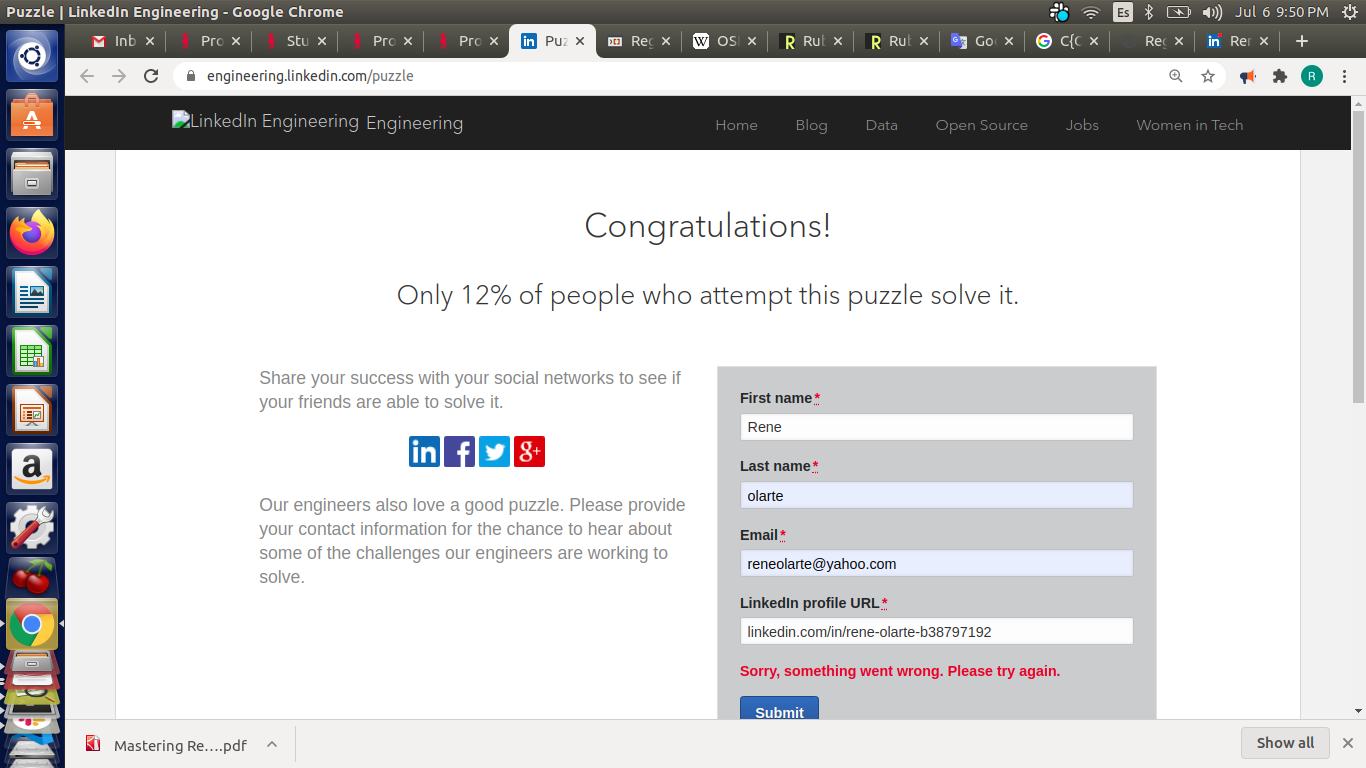 Puzzle | LinkedIn Engineering - Google Chrome
Es
Jul 6 9:50 PM
Inb
Pro
Stu
Pro
Pro
Puz
Reg
OSI
Rub
Rub
Goo
C{C
Reg
Ren
engineering.linkedin.com/puzzle
R
LinkedIn Engineering Engineering
Home
Blog
Data
Open Source
Jobs
Women in Tech
Congratulations!
Only 12% of people who attempt this puzzle solve it.
Share your success with your social networks to see if
your friends are able to solve it.
in f g+
Our engineers also love a good puzzle. Please provide
your contact information for the chance to hear about
some of the challenges our engineers are working to
solve.
First name*
Rene
Last name*
olarte
Email*
reneolarte@yahoo.com
LinkedIn profile URL*
linkedin.com/in/rene-olarte-b38797192
Sorry, something went wrong. Please try again.
Submit
Mastering Re....pdf
Show all